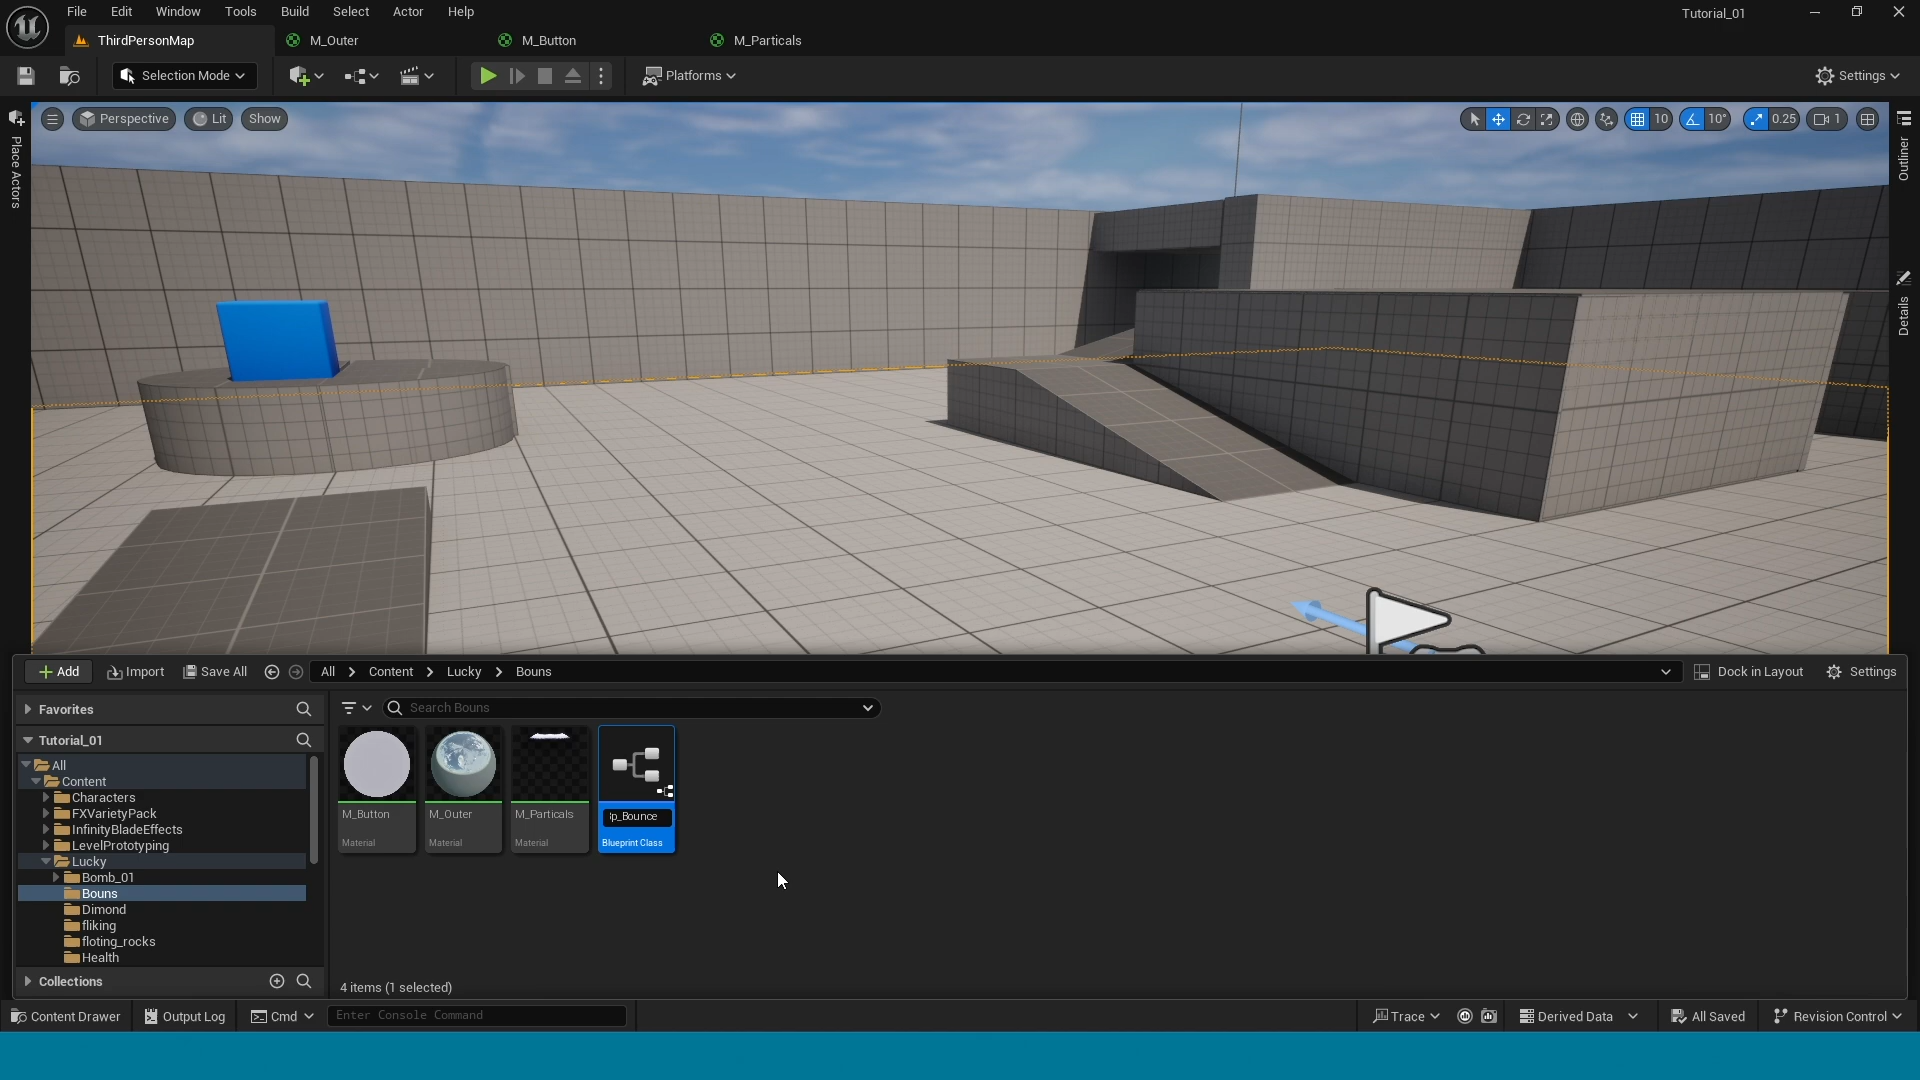 File Edit Window Tools Build Select Actor Help
Tutorial_01
ThirdPersonMap M_Outer M_Button M_Particals
Selection Mode Platforms Settings
Perspective Lit Show 10 10° 0.25 1
Place Actors
Outliner
Details
Add Import Save All All Content Lucky Bouns Dock in Layout Settings
Favorites
Search Bouns
Tutorial_01
All
Content
Characters
FXVarietyPack
InfinityBladeEffects
LevelPrototyping
Lucky
Bomb_01
Bouns
Dimond
fliking
floting_rocks
Health
Collections
M_Button M_Outer M_Particals p_Bounce
Material Material Material Blueprint Class
4 items (1 selected)
Content Drawer Output Log Cmd Enter Console Command Trace Derived Data All Saved Revision Control